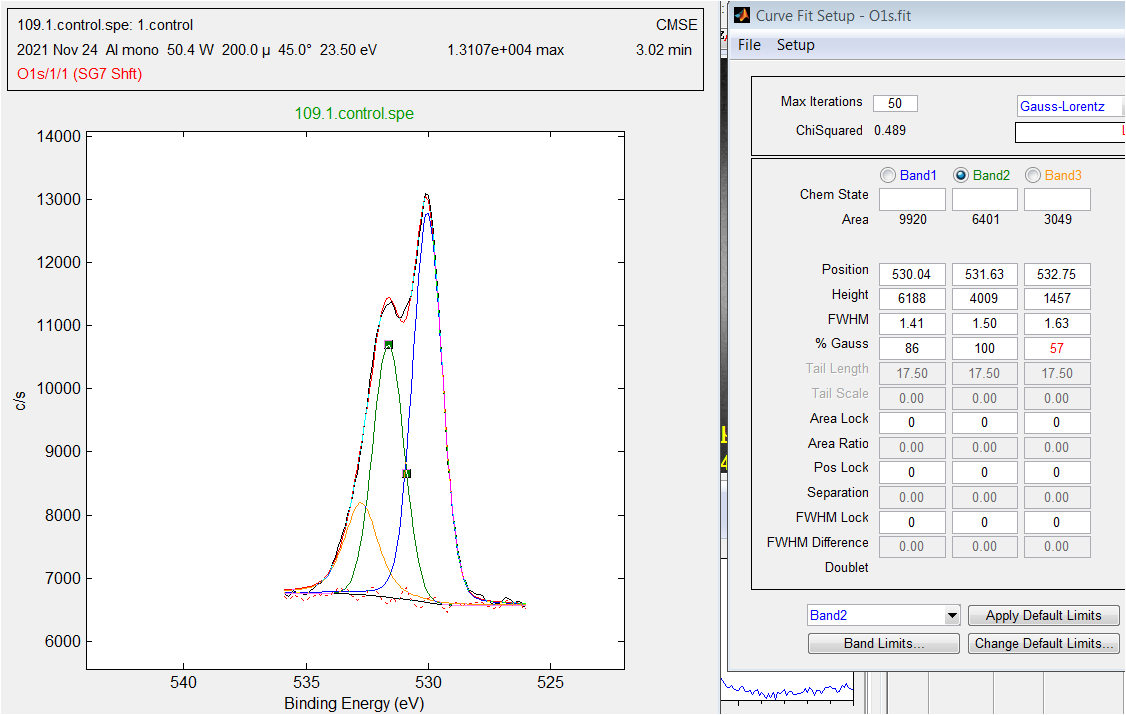 109.1.control.spe: 1.control CMSE
2021 Nov 24 Al mono 50.4 W 200.0 µ 45.0° 23.50 eV 1.3107e+004 max 3.02 min
O1s/1/1 (SG7 Shft)
109.1.control.spe
14000
13000
12000
11000
10000
9000
8000
7000
6000
c/s
540 535 530 525
Binding Energy (eV)
Curve Fit Setup - O1s.fit
File Setup
Max Iterations 50 Gauss-Lorentz
ChiSquared 0.489
Band1 Band2 Band3
Chem State
Area 9920 6401 3049
Position 530.04 531.63 532.75
Height 6188 4009 1457
FWHM 1.41 1.50 1.63
% Gauss 86 100 57
Tail Length 17.50 17.50 17.50
Tail Scale 0.00 0.00 0.00
Area Lock 0 0 0
Area Ratio 0.00 0.00 0.00
Pos Lock 0 0 0
Separation 0.00 0.00 0.00
FWHM Lock 0 0 0
FWHM Difference 0.00 0.00 0.00
Doublet
Band2 Apply Default Limits
Band Limits... Change Default Limits...